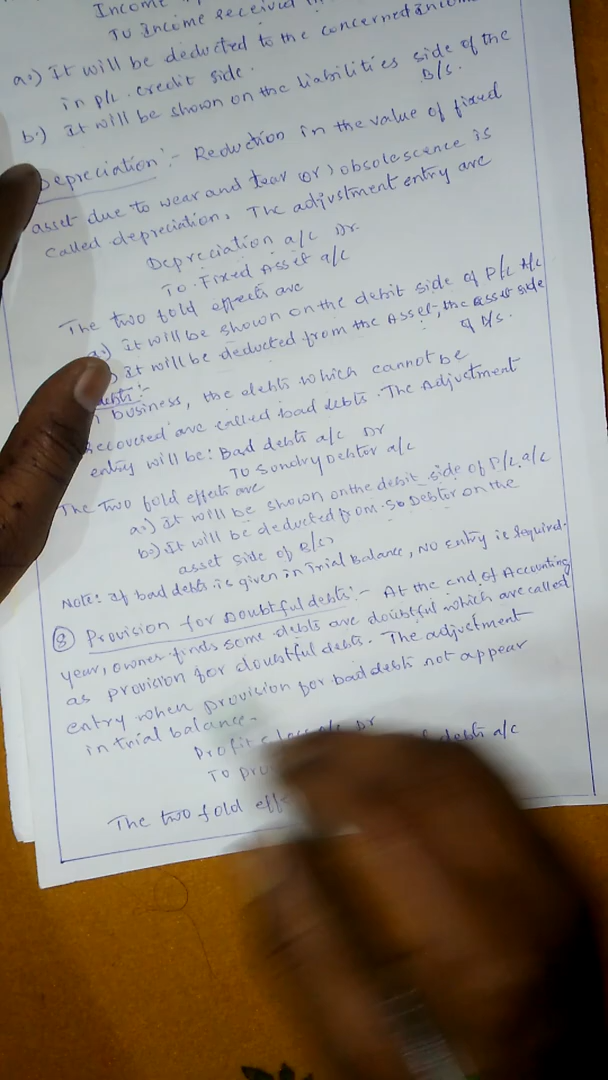 Income
To Income received in
a.) It will be deducted to the concerned Income
in P/L credit side.
b.) It will be shown on the liabilities side of the
B/S.
Depreciation :- Reduction in the value of fixed
asset due to wear and tear (or) obsolescence is
called depreciation. The adjustment entry are
Depreciation a/c Dr
To Fixed Asset a/c
The two fold effects are
a.) it will be shown on the debit side of P/L A/c
It will be deducted from the Asset, the asset side
of B/S.
debts:-
business, the debts which cannot be
recovered are called bad debts. The Adjustment
entry will be: Bad debts a/c Dr
To Sundry Debtor a/c
The Two fold effects are
a.) it will be shown on the debit side of P/L a/c
b.) It will be deducted from Debtor on the
asset side of B/S
Note: If bad debts is given in Trial Balance, NO entry is required.
8 Provision for Doubtful debts :- At the end of Accounting
year, owner finds some debts are doubtful which are called
as provision for doubtful debts. The adjustment
entry when provision for bad debts not appear
in trial balance.
Profit & loss a/c Dr
To debts a/c
The two fold